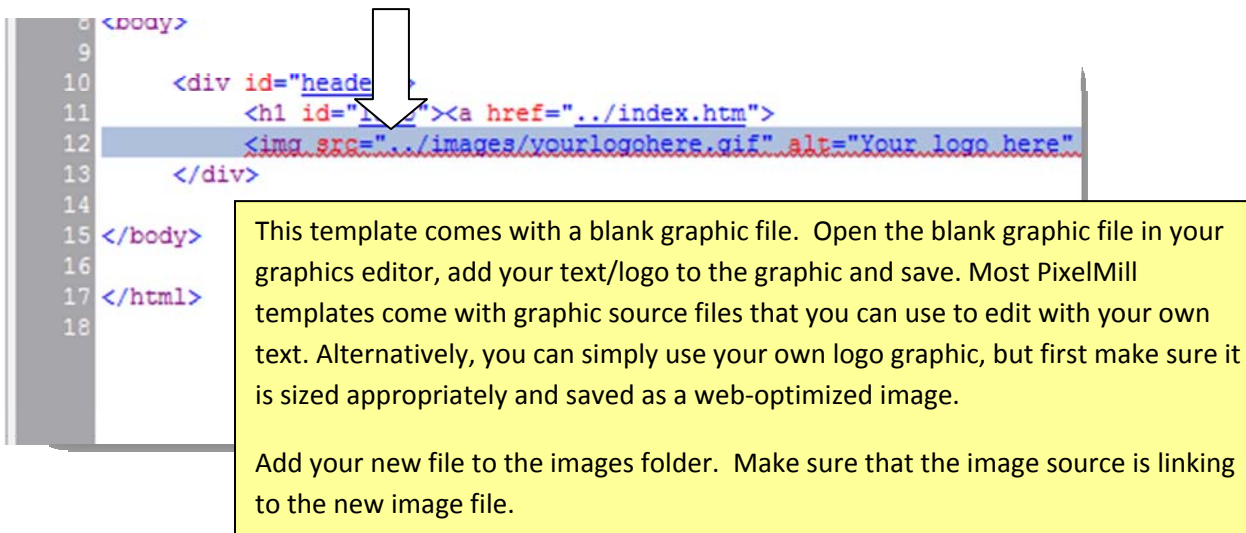 8 <body>
9
10 <div id="heade
11 <h1 id=" "><a href="../index.htm">
12 <img src="../images/yourlogohere.gif" alt="Your logo here"
13 </div>
14
15 </body>
16
17 </html>
18
This template comes with a blank graphic file. Open the blank graphic file in your
graphics editor, add your text/logo to the graphic and save. Most PixelMill
templates come with graphic source files that you can use to edit with your own
text. Alternatively, you can simply use your own logo graphic, but first make sure it
is sized appropriately and saved as a web-optimized image.
Add your new file to the images folder. Make sure that the image source is linking
to the new image file.